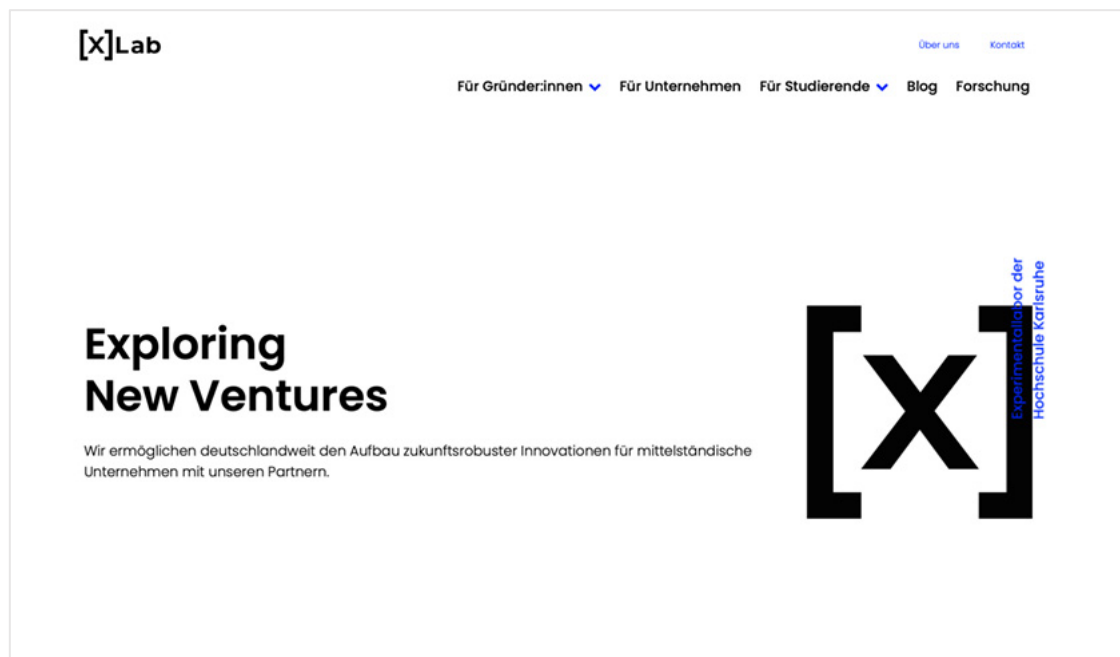 [x]Lab
Über uns Kontakt
Für Gründer:innen Für Unternehmen Für Studierende Blog Forschung
Exploring
New Ventures
Wir ermöglichen deutschlandweit den Aufbau zukunftsrobuster Innovationen für mittelständische
Unternehmen mit unseren Partnern.
[x]
Experimentallabor der
Hochschule Karlsruhe